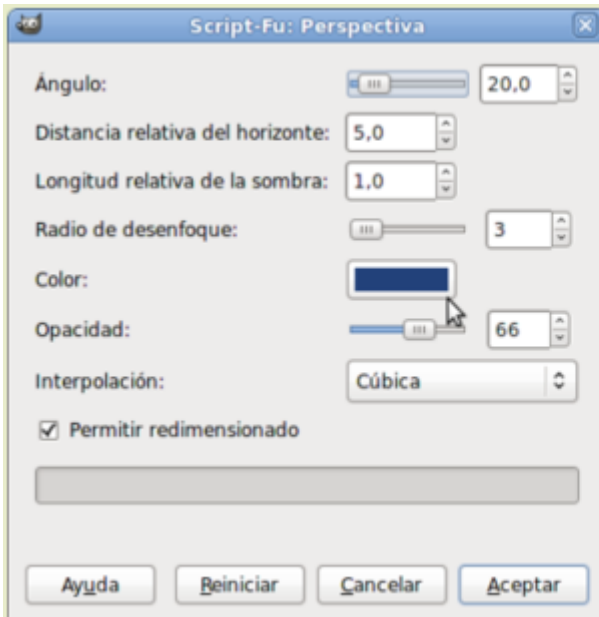 Script-Fu: Perspectiva
Ángulo: 20,0
Distancia relativa del horizonte: 5,0
Longitud relativa de la sombra: 1,0
Radio de desenfoque: 3
Color:
Opacidad: 66
Interpolación: Cúbica
Permitir redimensionado
Ayuda Reiniciar Cancelar Aceptar